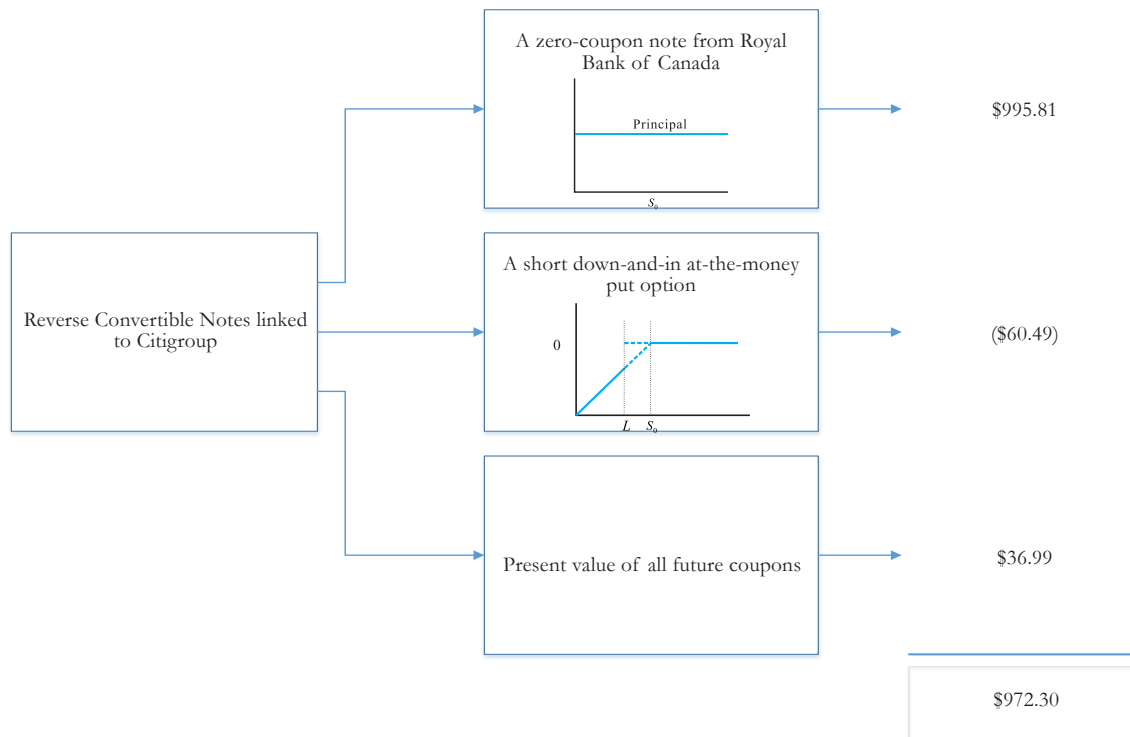 A zero-coupon note from Royal
Bank of Canada
Principal
S₀
$995.81
Reverse Convertible Notes linked
to Citigroup
A short down-and-in at-the-money
put option
0
L S₀
($60.49)
Present value of all future coupons
$36.99
$972.30